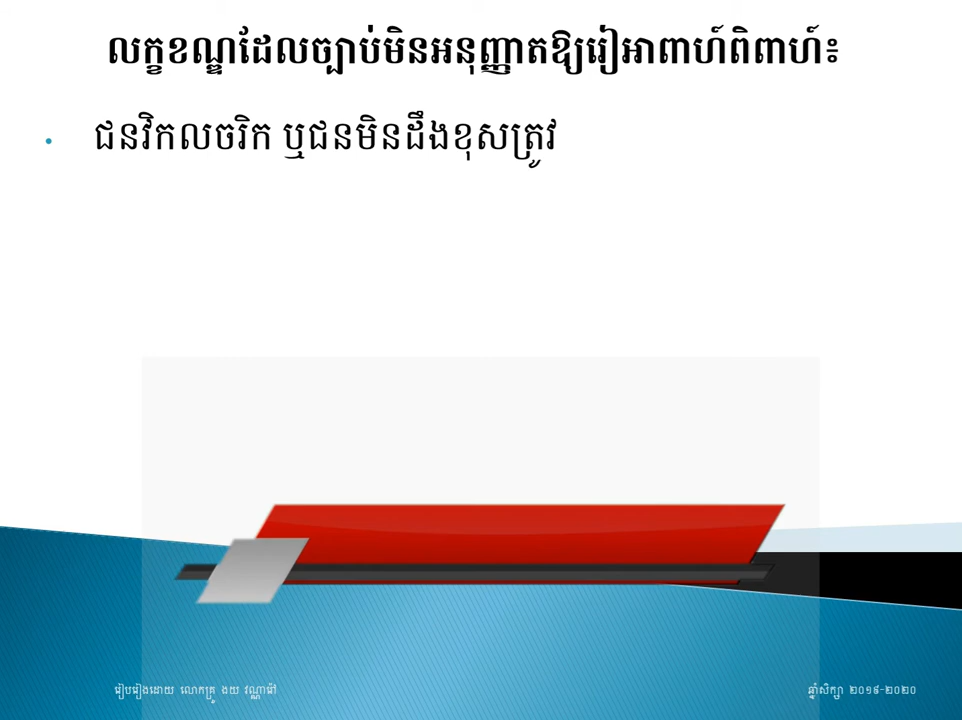 លក្ខខណ្ឌដែលច្បាប់មិនអនុញ្ញាតឱ្យរៀអាពាហ៍ពិពាហ៍៖
• ជនវិកលចរិក ឬជនមិនដឹងខុសត្រូវ
រៀបរៀងដោយ លោកគ្រូ ងយ វណ្ណារ៉ៅ
ឆ្នាំសិក្សា ២០១៩-២០២០